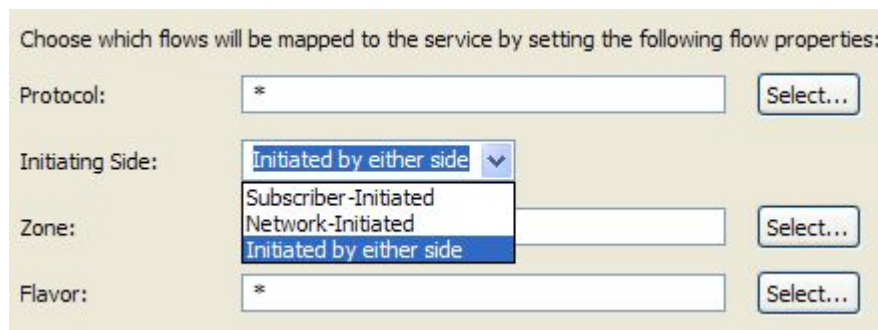 Choose which flows will be mapped to the service by setting the following flow properties:
Protocol: * Select...
Initiating Side: Initiated by either side
Subscriber-Initiated
Network-Initiated
Zone: Select...
Initiated by either side
Flavor: * Select...